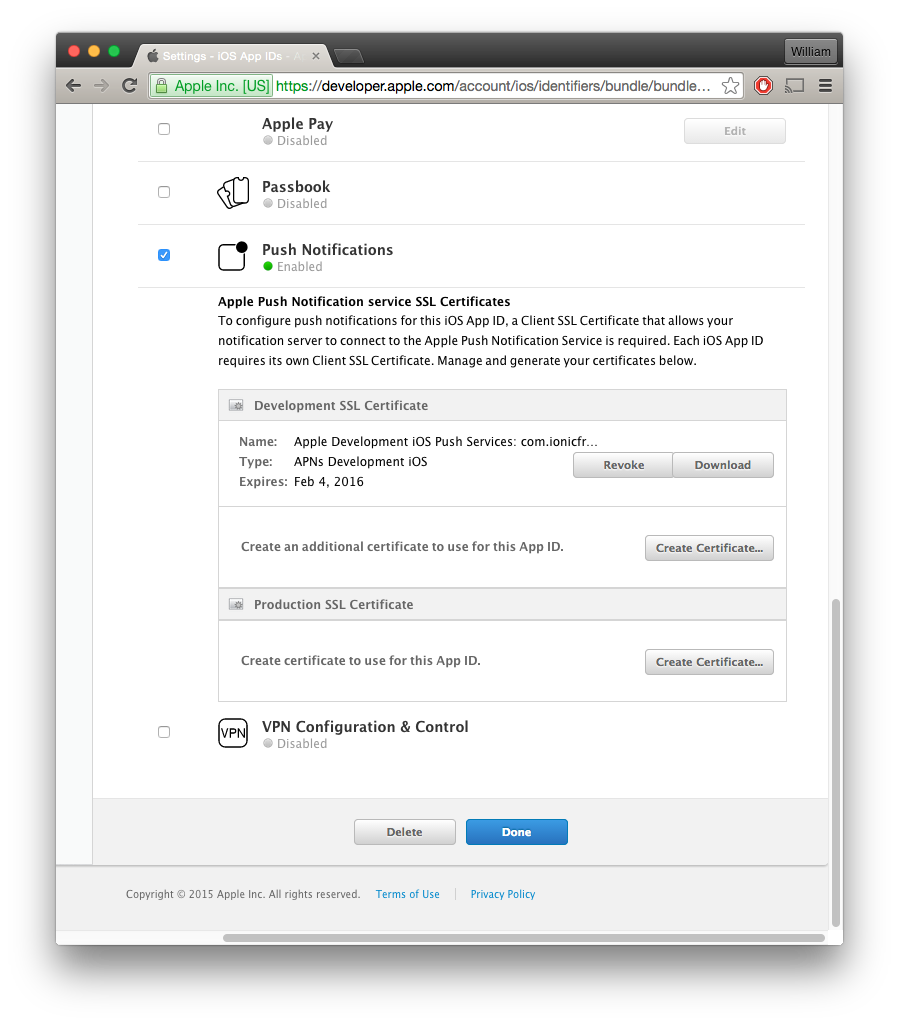 Settings - iOS App IDs - A
William
Apple Inc. [US] https://developer.apple.com/account/ios/identifiers/bundle/bundle...
Apple Pay
Disabled
Edit
Passbook
Disabled
Push Notifications
Enabled
Apple Push Notification service SSL Certificates
To configure push notifications for this iOS App ID, a Client SSL Certificate that allows your
notification server to connect to the Apple Push Notification Service is required. Each iOS App ID
requires its own Client SSL Certificate. Manage and generate your certificates below.
Development SSL Certificate
Name: Apple Development iOS Push Services: com.ionicfr...
Type: APNs Development iOS
Revoke Download
Expires: Feb 4, 2016
Create an additional certificate to use for this App ID.
Create Certificate...
Production SSL Certificate
Create certificate to use for this App ID.
Create Certificate...
VPN
VPN Configuration & Control
Disabled
Delete Done
Copyright © 2015 Apple Inc. All rights reserved. Terms of Use Privacy Policy